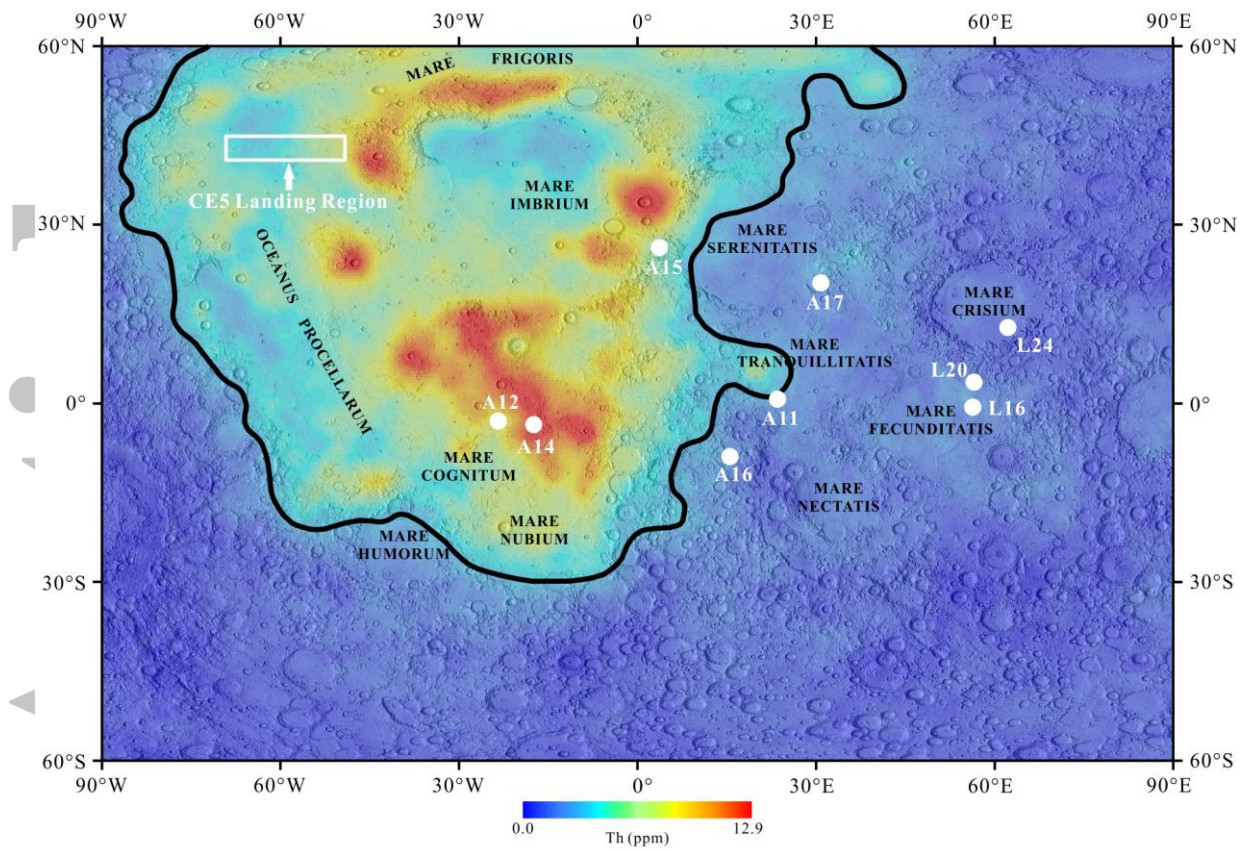 90°W 60°W 30°W 0° 30°E 60°E 90°E
60°N 60°N
MARE FRIGORIS
CE5 Landing Region
MARE
IMBRIUM
30°N 30°N
OCEANUS PROCELLARUM
A15
MARE
SERENITATIS
A17
MARE
CRISIUM
L24
MARE
TRANQUILLITATIS
L20
A12
0° 0°
A11
L16
MARE
FECUNDITATIS
A14
MARE
COGNITUM
A16
MARE
NECTATIS
MARE
NUBIUM
MARE
HUMORUM
30°S 30°S
60°S 60°S
90°W 60°W 30°W 0° 30°E 60°E 90°E
0.0 12.9
Th (ppm)